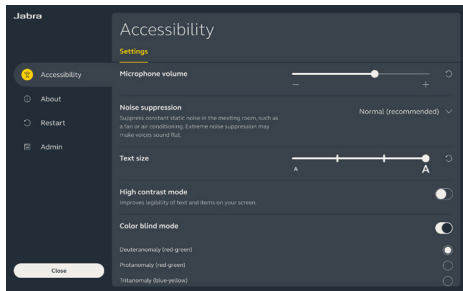 Jabra
Accessibility
Settings
Accessibility
About
Restart
Admin
Microphone volume
Noise suppression
Suppress constant static noise in the meeting room, such as
a fan or air conditioning. Extreme noise suppression may
make voices sound flat.
Normal (recommended)
Text size
A
A
High contrast mode
Improves legibility of text and items on your screen.
Color blind mode
Deuteranomaly (red-green)
Protanomaly (red-green)
Tritanomaly (blue-yellow)
Close